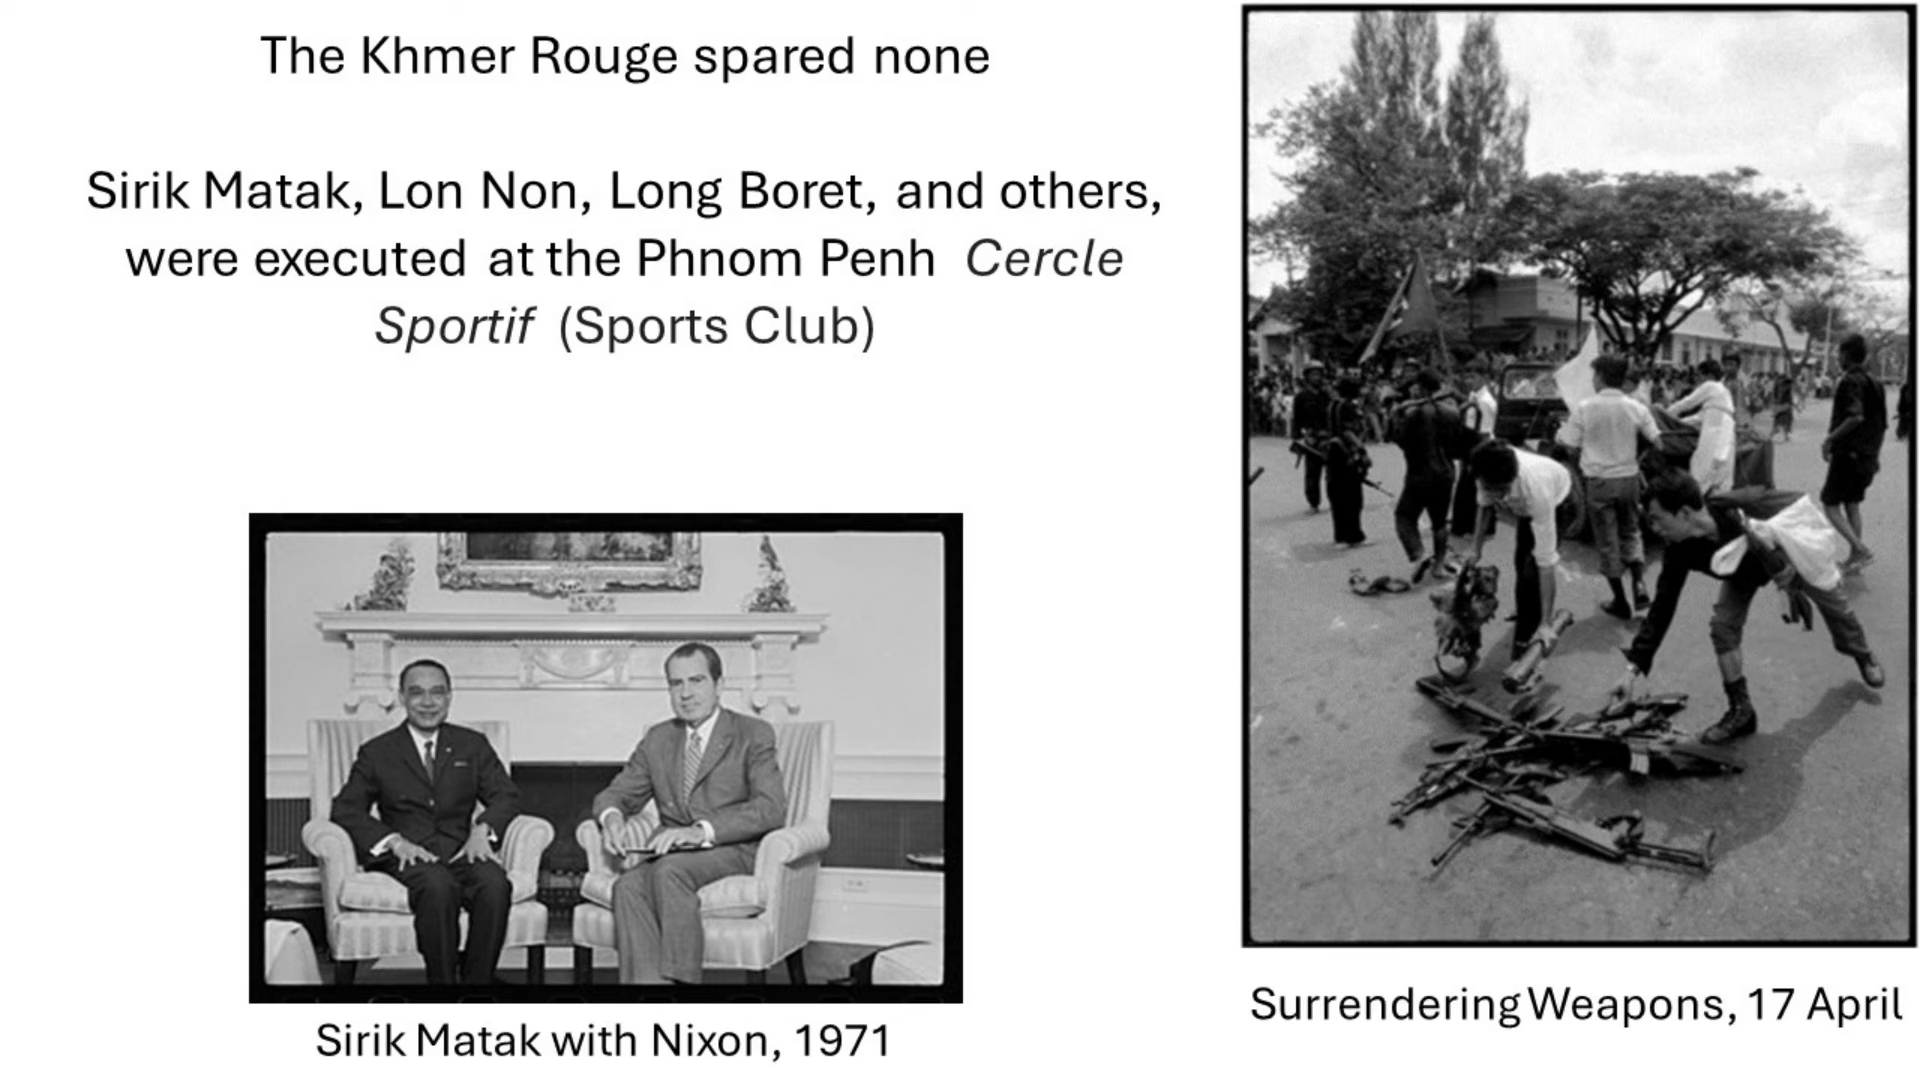 The Khmer Rouge spared none
Sirik Matak, Lon Non, Long Boret, and others,
were executed at the Phnom Penh Cercle
Sportif (Sports Club)
Sirik Matak with Nixon, 1971
Surrendering Weapons, 17 April